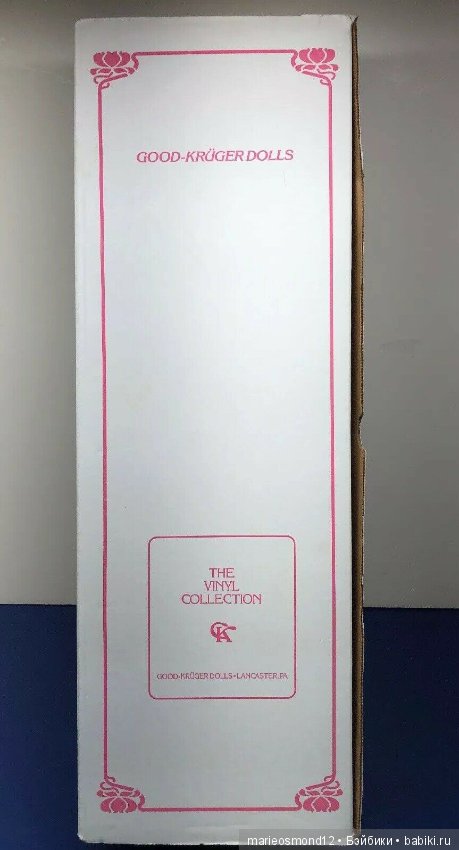 GOOD-KRÜGER DOLLS
THE
VINYL
COLLECTION
GK
GOOD-KRÜGER DOLLS•LANCASTER, PA
marieosmond12 • Бэйбики • babiki.ru